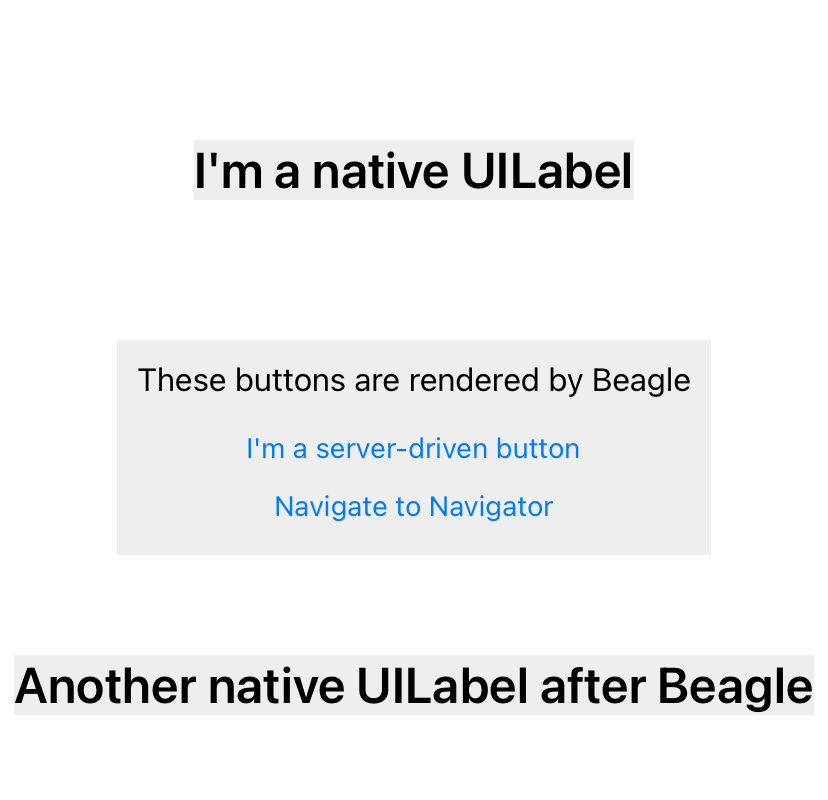 I'm a native UILabel
These buttons are rendered by Beagle
I'm a server-driven button
Navigate to Navigator
Another native UILabel after Beagle